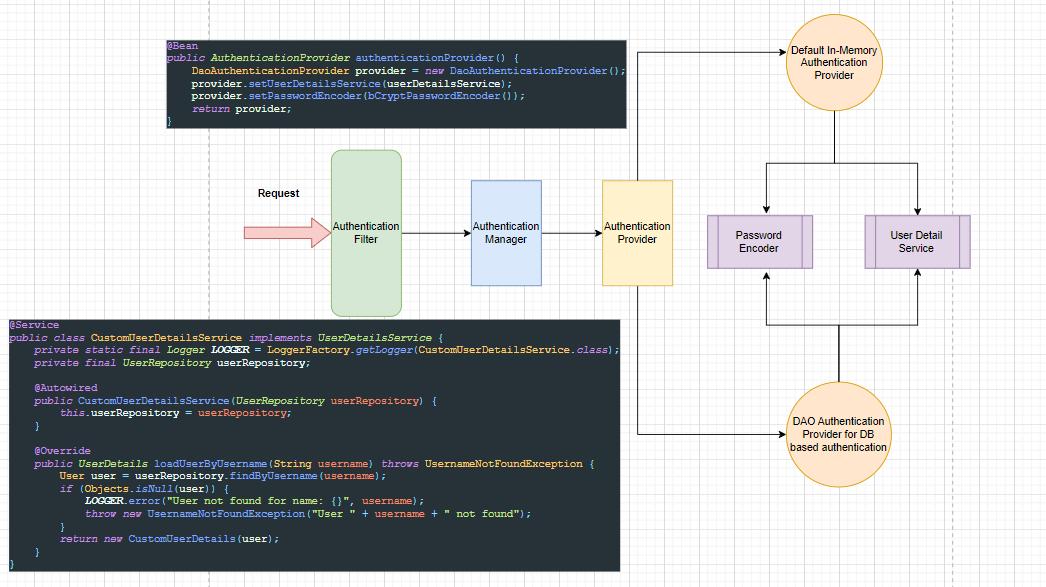 @Bean
public AuthenticationProvider authenticationProvider() {
    DaoAuthenticationProvider provider = new DaoAuthenticationProvider();
    provider.setUserDetailsService(userDetailsService);
    provider.setPasswordEncoder(bCryptPasswordEncoder());
    return provider;
}
Default In-Memory
Authentication
Provider
Request
Authentication
Filter
Authentication
Manager
Authentication
Provider
Password
Encoder
User Detail
Service
@Service
public class CustomUserDetailsService implements UserDetailsService {
    private static final Logger LOGGER = LoggerFactory.getLogger(CustomUserDetailsService.class);
    private final UserRepository userRepository;
    @Autowired
    public CustomUserDetailsService(UserRepository userRepository) {
        this.userRepository = userRepository;
    }
    @Override
    public UserDetails loadUserByUsername(String username) throws UsernameNotFoundException {
        User user = userRepository.findByUsername(username);
        if (Objects.isNull(user)) {
            LOGGER.error("User not found for name: {}", username);
            throw new UsernameNotFoundException("User " + username + " not found");
        }
        return new CustomUserDetails(user);
    }
}
DAO Authentication
Provider for DB
based authentication